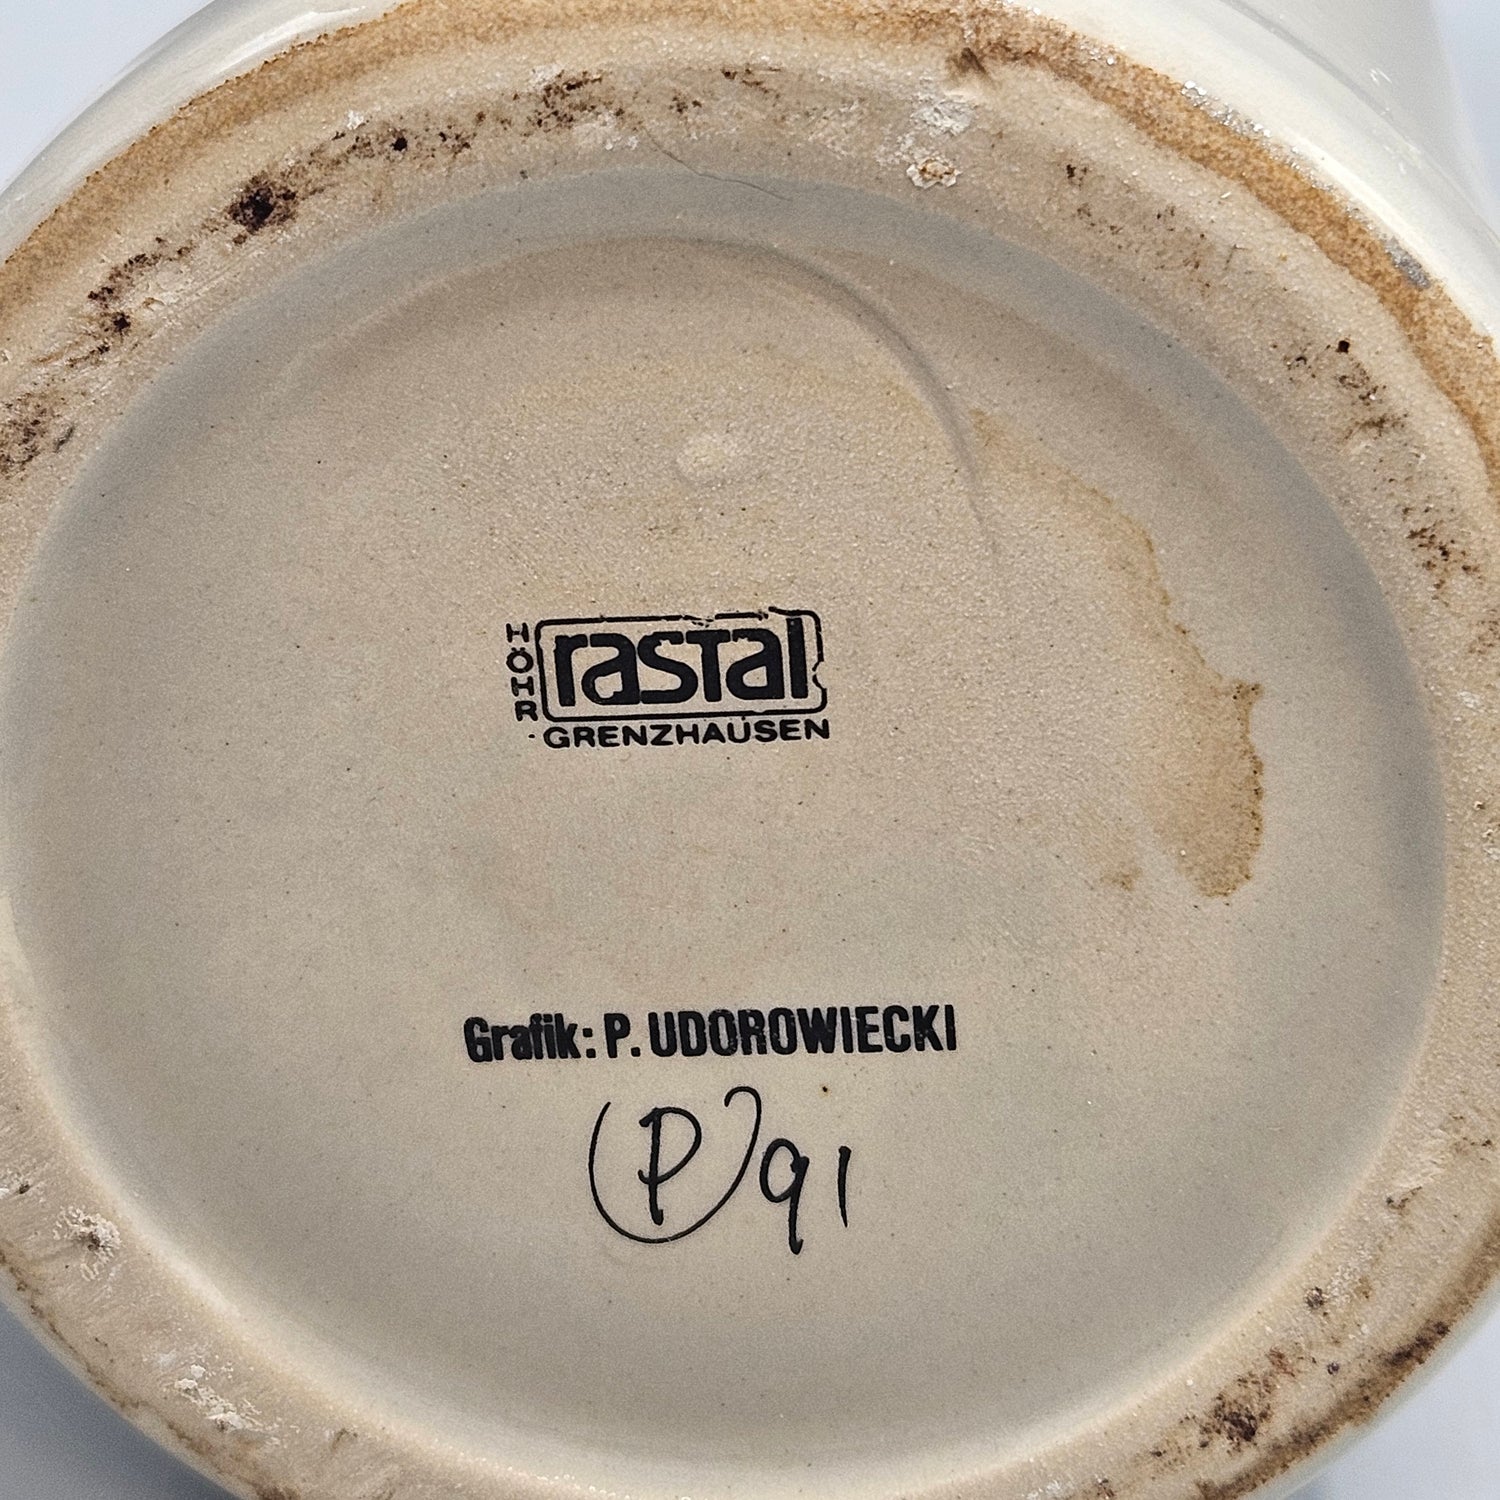 HÖHR
rastal
-GRENZHAUSEN
Grafik: P. UDOROWIECKI
P 91